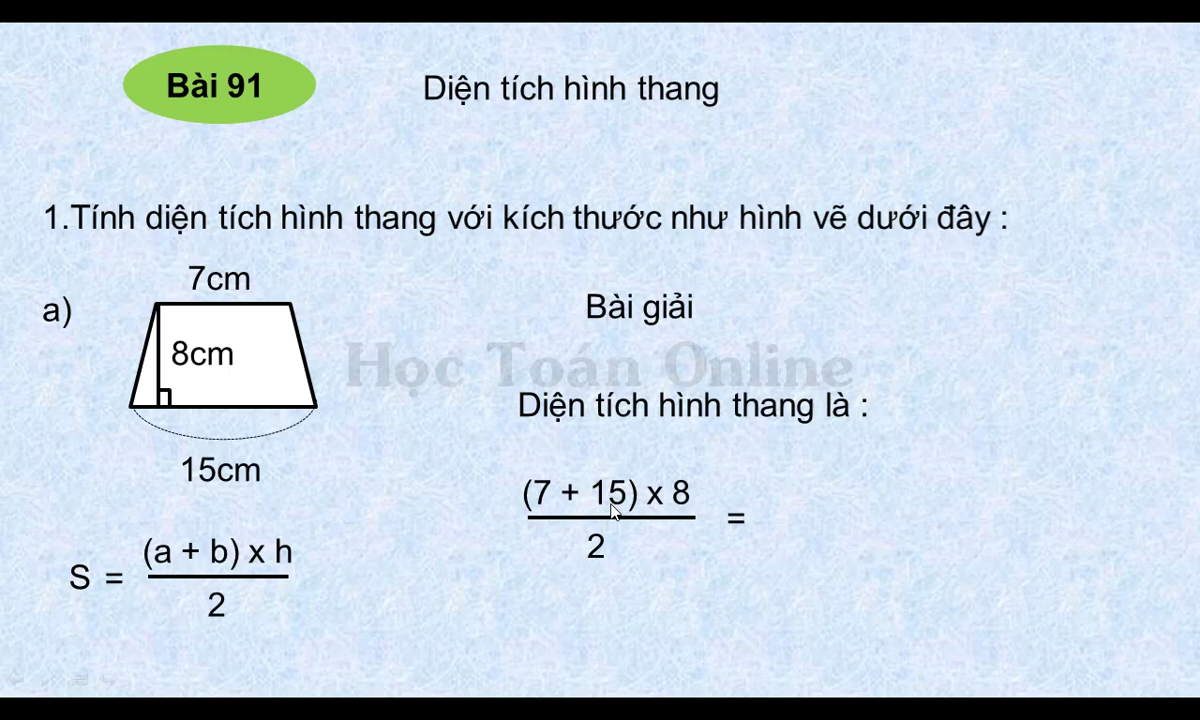 Bài 91
Diện tích hình thang
1.Tính diện tích hình thang với kích thước như hình vẽ dưới đây :
a)
7cm
8cm
15cm
S = (a + b) x h
2
Học Toán Online
Bài giải
Diện tích hình thang là :
(7 + 15) x 8 =
2